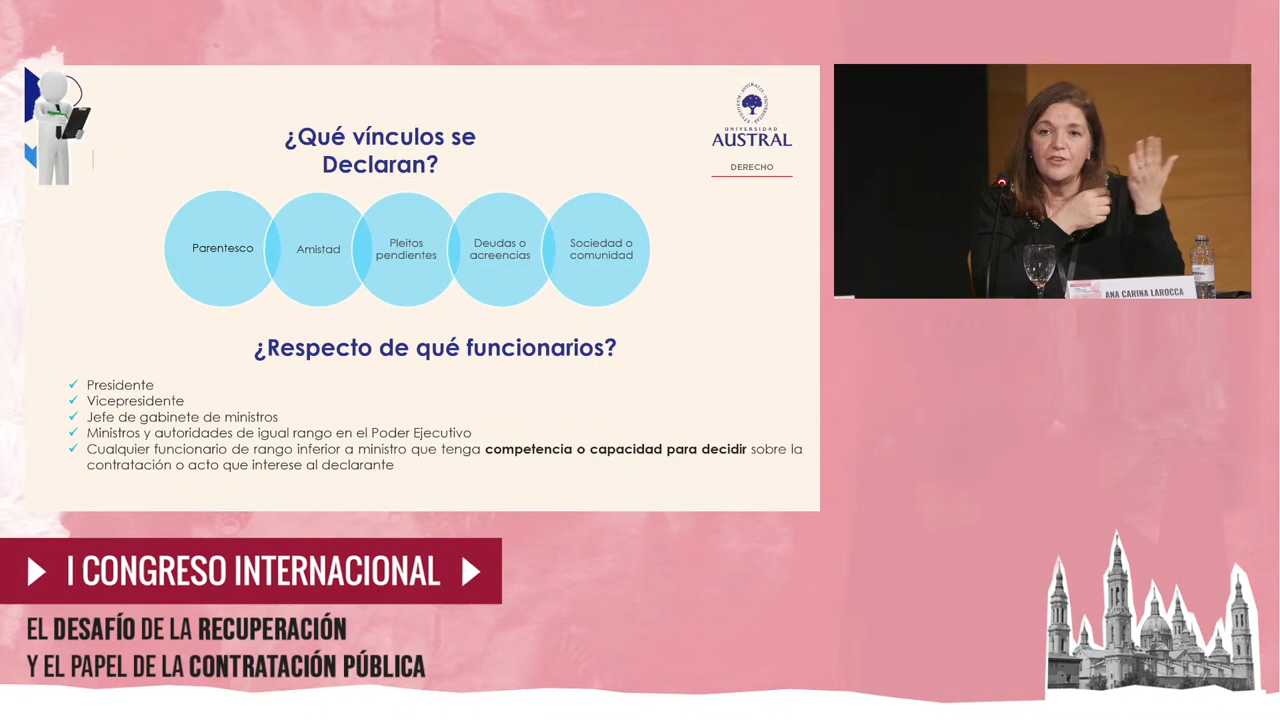 ¿Qué vínculos se
Declaran?
UNIVERSIDAD
AUSTRAL
DERECHO
Parentesco
Amistad
Pleitos
pendientes
Deudas o
acreencias
Sociedad o
comunidad
¿Respecto de qué funcionarios?
✓ Presidente
✓ Vicepresidente
✓ Jefe de gabinete de ministros
✓ Ministros y autoridades de igual rango en el Poder Ejecutivo
✓ Cualquier funcionario de rango inferior a ministro que tenga competencia o capacidad para decidir sobre la
contratación o acto que interese al declarante
ANA CARINA LAROCCA
I CONGRESO INTERNACIONAL
EL DESAFÍO DE LA RECUPERACIÓN
Y EL PAPEL DE LA CONTRATACIÓN PÚBLICA